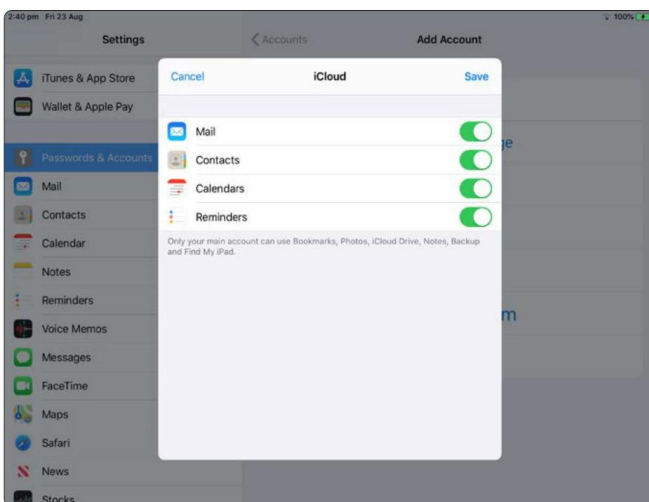 2:40 pm Fri 23 Aug
100%
Settings
Accounts
Add Account
iTunes & App Store
Wallet & Apple Pay
Passwords & Accounts
Mail
Contacts
Calendar
Notes
Reminders
Voice Memos
Messages
FaceTime
Maps
Safari
News
Stocks
Cancel
iCloud
Save
Mail
Contacts
Calendars
Reminders
Only your main account can use Bookmarks, Photos, iCloud Drive, Notes, Backup
and Find My iPad.
ge
m